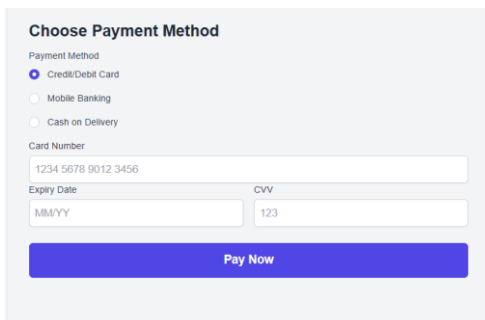 Choose Payment Method
Payment Method
Credit/Debit Card
Mobile Banking
Cash on Delivery
Card Number
1234 5678 9012 3456
Expiry Date CVV
MM/YY 123
Pay Now